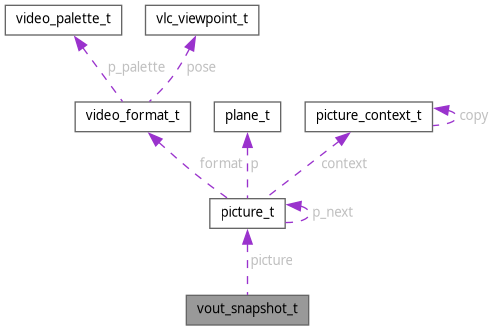 video_palette_t
vlc_viewpoint_t
p_palette
pose
video_format_t
plane_t
picture_context_t
copy
format
p
context
picture_t
p_next
picture
vout_snapshot_t